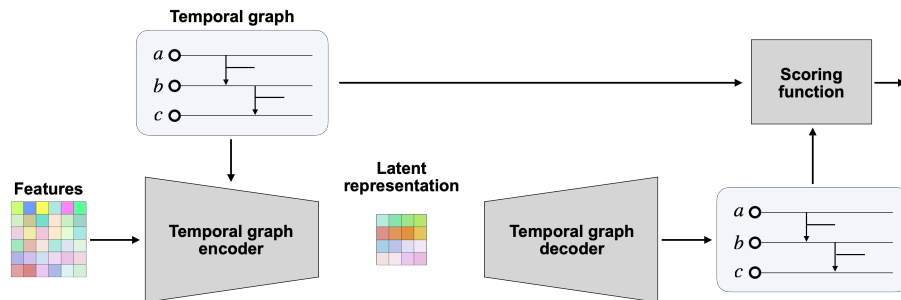 Temporal graph
a
b
c
Scoring
function
Features
Temporal graph
encoder
Latent
representation
Temporal graph
decoder
a
b
c